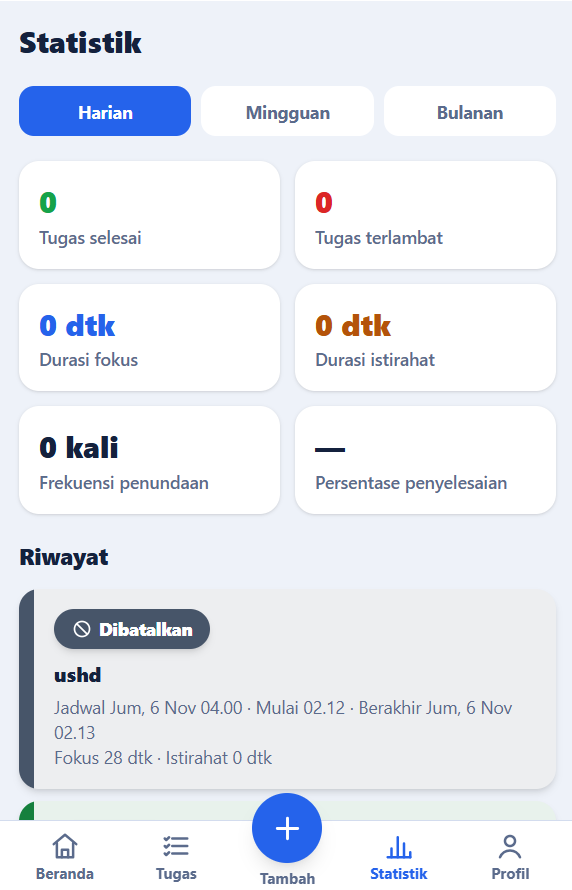 Statistik
Harian
Mingguan
Bulanan
0
Tugas selesai
0
Tugas terlambat
0 dtk
Durasi fokus
0 dtk
Durasi istirahat
0 kali
Frekuensi penundaan
—
Persentase penyelesaian
Riwayat
Dibatalkan
ushd
Jadwal Jum, 6 Nov 04.00 · Mulai 02.12 · Berakhir Jum, 6 Nov
02.13
Fokus 28 dtk · Istirahat 0 dtk
Beranda
Tugas
Tambah
Statistik
Profil